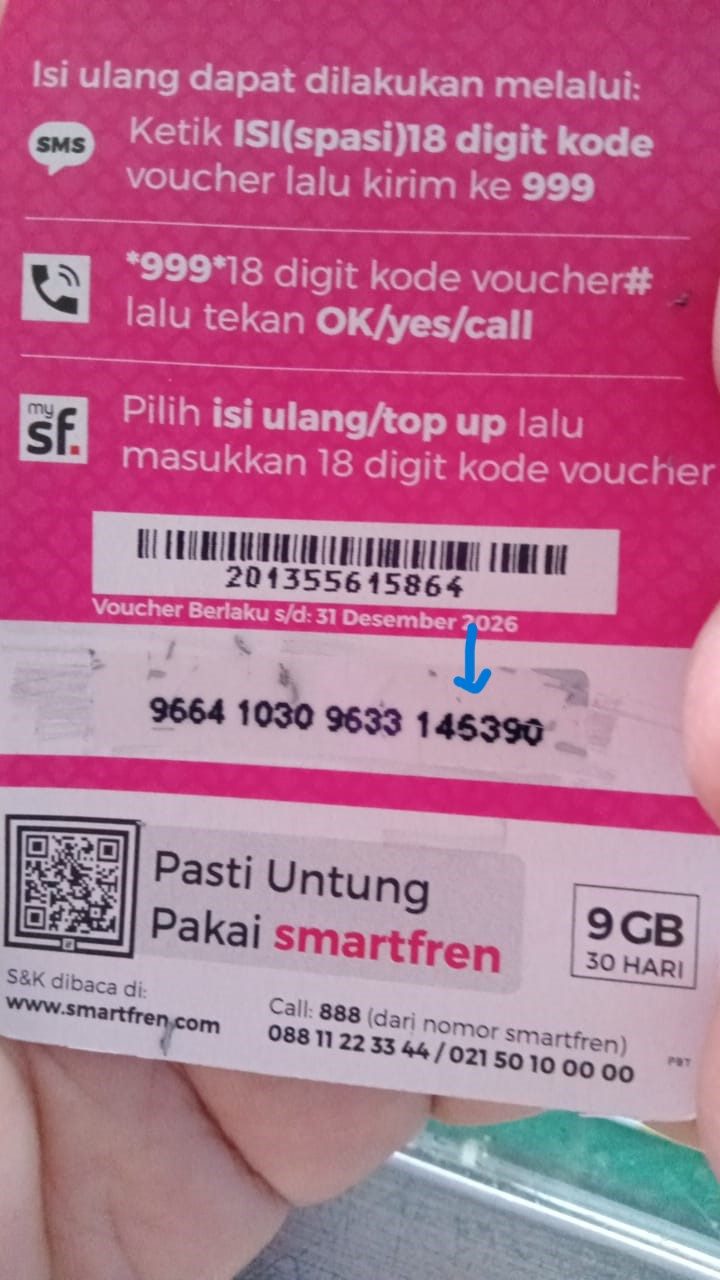 Isi ulang dapat dilakukan melalui:
SMS
Ketik ISI(spasi)18 digit kode
voucher lalu kirim ke 999
*999*18 digit kode voucher#
lalu tekan OK/yes/call
my
sf.
Pilih isi ulang/top up lalu
masukkan 18 digit kode voucher
201355615864
Voucher Berlaku s/d: 31 Desember 2026
9664 1030 9633
Pasti Untung
Pakai smartfren
9 GB
30 HARI
S&K dibaca di:
www.smartfren.com
Call: 888 (dari nomor smartfren)
088 11 22 33 44 / 021 50 10 00 00
PBT